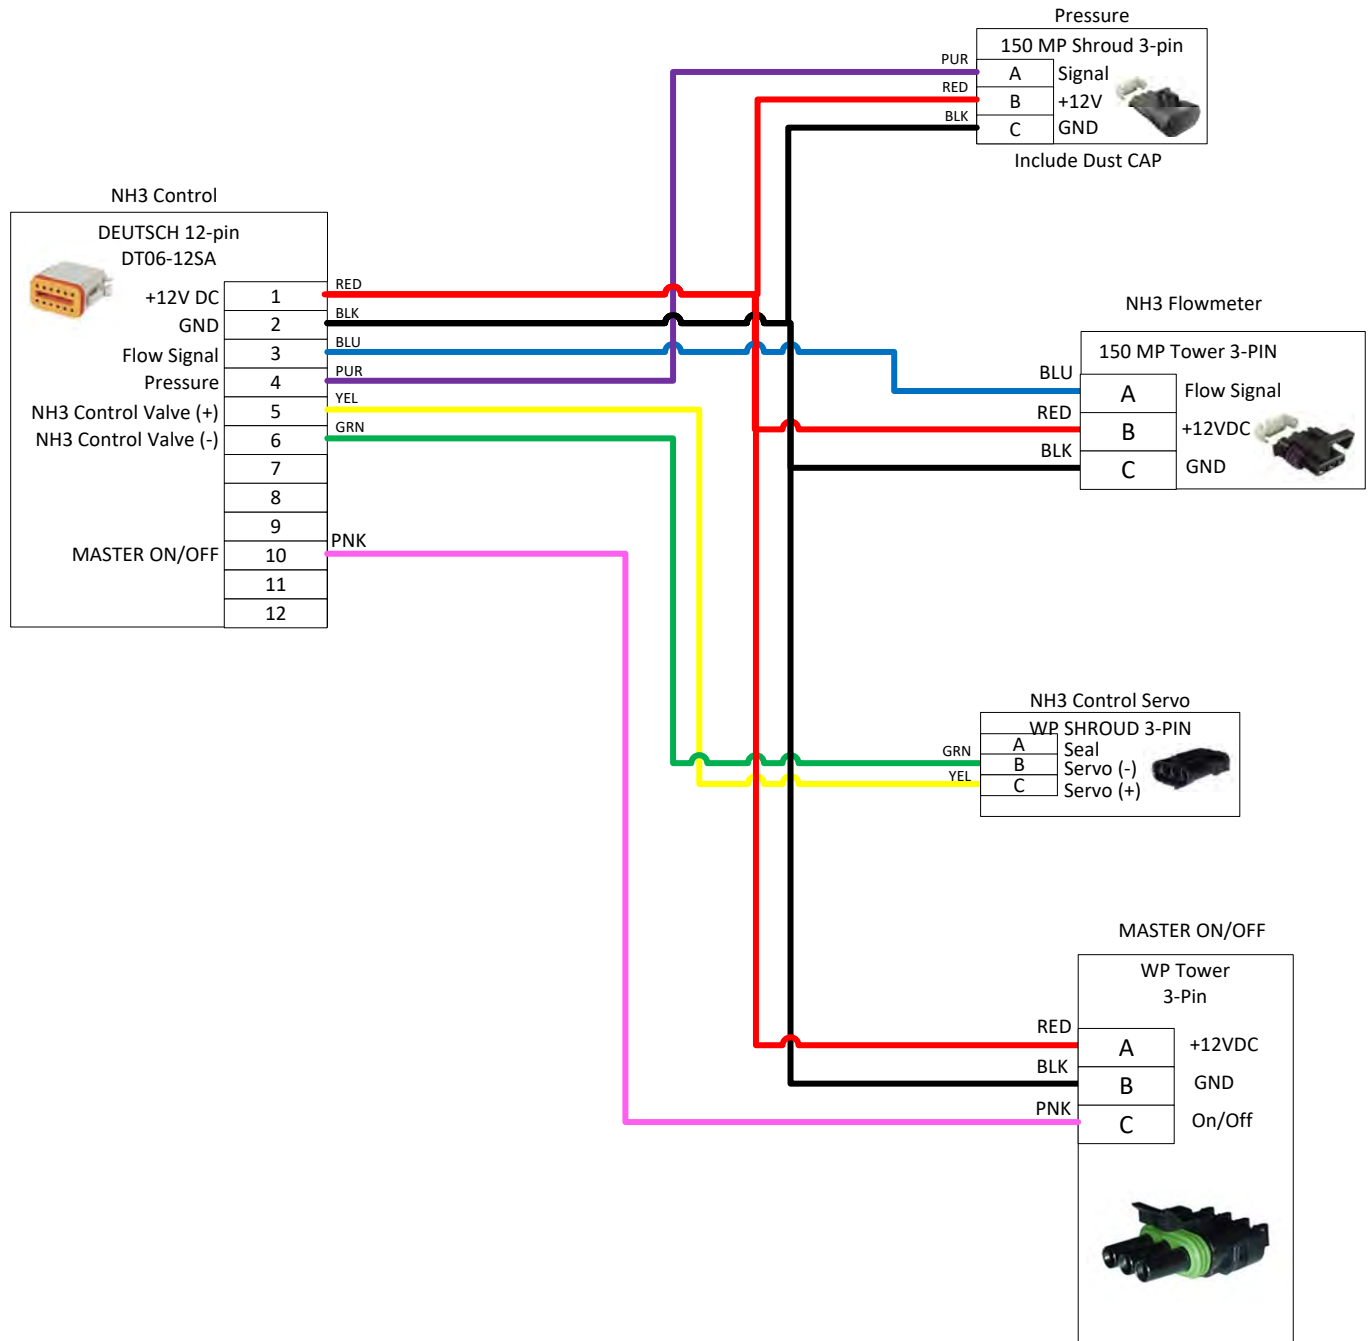 Pressure
150 MP Shroud 3-pin
PUR
A
Signal
RED
B
+12V
BLK
C
GND
Include Dust CAP
NH3 Control
DEUTSCH 12-pin
DT06-12SA
+12V DC
1
RED
GND
2
BLK
Flow Signal
3
BLU
Pressure
4
PUR
NH3 Control Valve (+)
5
YEL
NH3 Control Valve (-)
6
GRN
7
8
9
MASTER ON/OFF
10
PNK
11
12
NH3 Flowmeter
150 MP Tower 3-PIN
BLU
A
Flow Signal
RED
B
+12VDC
BLK
C
GND
NH3 Control Servo
WP SHROUD 3-PIN
A
Seal
GRN
B
Servo (-)
YEL
C
Servo (+)
MASTER ON/OFF
WP Tower
3-Pin
RED
A
+12VDC
BLK
B
GND
PNK
C
On/Off